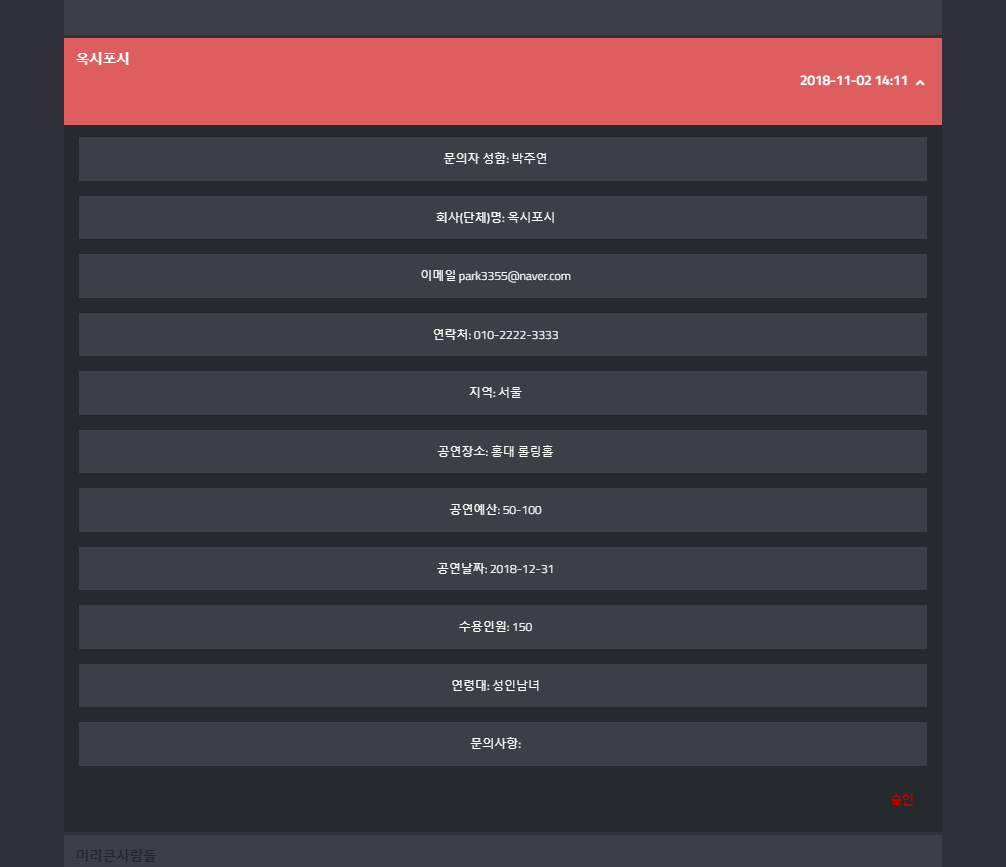 옥시포시
2018-11-02 14:11
문의자 성함: 박주연
회사(단체)명: 옥시포시
이메일 park3355@naver.com
연락처: 010-2222-3333
지역: 서울
공연장소: 홍대 롤링홀
공연예산: 50-100
공연날짜: 2018-12-31
수용인원: 150
연령대: 성인남녀
문의사항:
승인
머리큰사람들